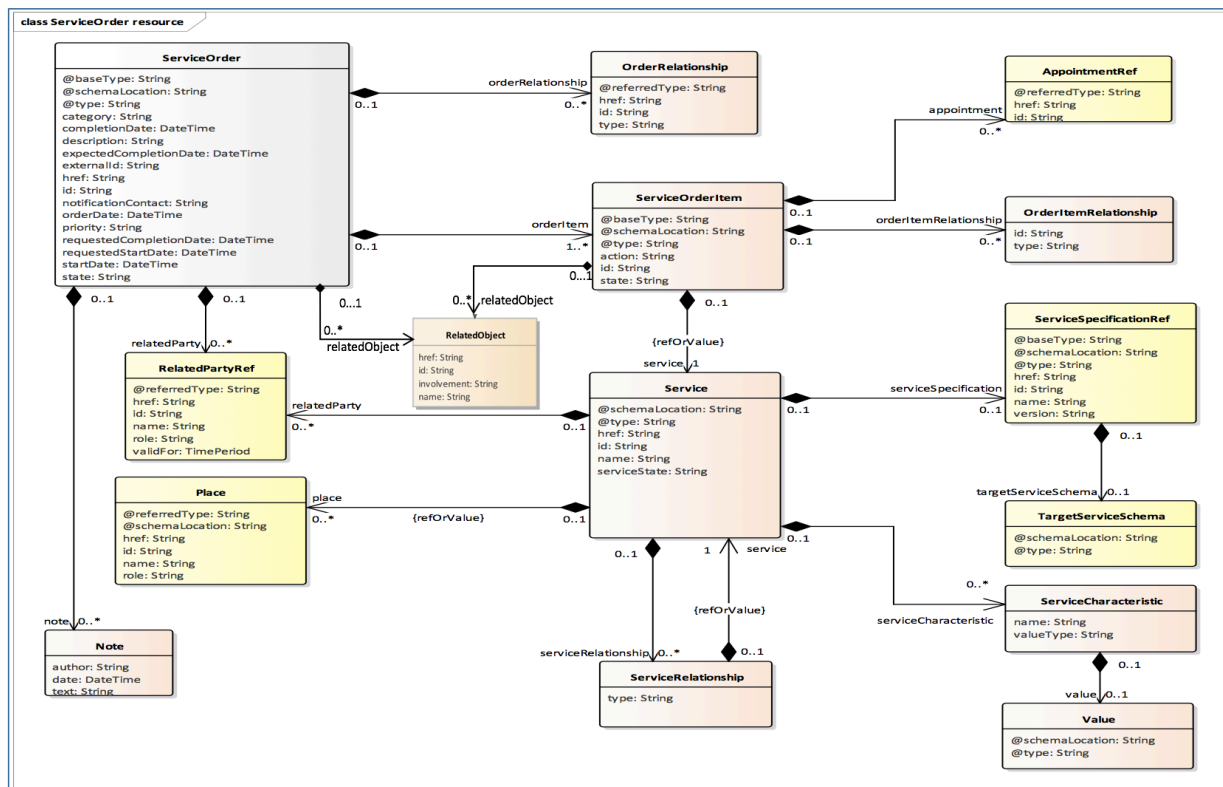 class ServiceOrder resource
ServiceOrder
@baseType: String
@schemaLocation: String
@type: String
category: String
completionDate: DateTime
description: String
expectedCompletionDate: DateTime
externalId: String
href: String
id: String
notificationContact: String
orderDate: DateTime
priority: String
requestedCompletionDate: DateTime
requestedStartDate: DateTime
startDate: DateTime
state: String
orderRelationship
0..1
0..*
OrderRelationship
@referredType: String
href: String
id: String
type: String
AppointmentRef
@referredType: String
href: String
id: String
appointment
0..1
0..*
orderItem
0..1
1..*
ServiceOrderItem
@baseType: String
@schemaLocation: String
@type: String
action: String
id: String
state: String
orderItemRelationship
0..1
0..*
OrderItemRelationship
id: String
type: String
0..1
0..1
0...1
0...1
0..*
relatedObject
0..*
relatedObject
RelatedObject
href: String
id: String
involvement: String
name: String
0..1
{refOrValue}
service
1
relatedParty
0..*
RelatedPartyRef
@referredType: String
href: String
id: String
name: String
role: String
validFor: TimePeriod
relatedParty
0..*
0..1
Service
@schemaLocation: String
@type: String
href: String
id: String
name: String
serviceState: String
serviceSpecification
0..1
0..1
ServiceSpecificationRef
@baseType: String
@schemaLocation: String
@type: String
href: String
id: String
name: String
version: String
0..1
targetServiceSchema
0..1
TargetServiceSchema
@schemaLocation: String
@type: String
Place
@referredType: String
@schemaLocation: String
href: String
id: String
name: String
role: String
place
0..*
{refOrValue}
0..1
0..1
1
service
{refOrValue}
0..1
0..*
serviceCharacteristic
ServiceCharacteristic
name: String
valueType: String
0..1
value
0..1
Value
@schemaLocation: String
@type: String
note
0..*
Note
author: String
date: DateTime
text: String
serviceRelationship
0..*
0..1
ServiceRelationship
type: String